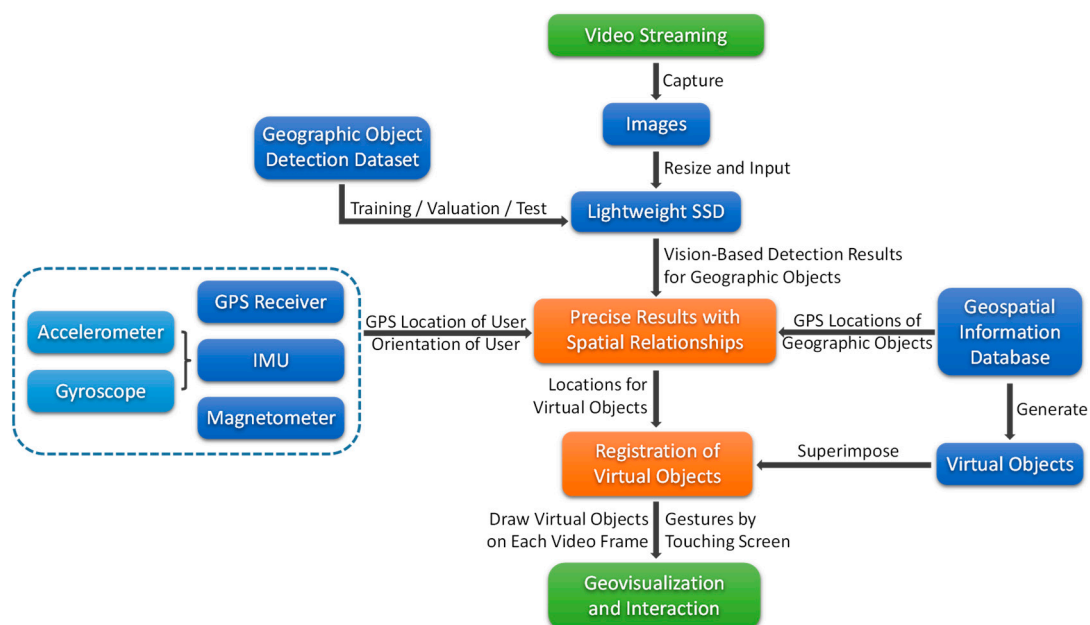 Video Streaming
Capture
Images
Geographic Object
Detection Dataset
Resize and Input
Training / Valuation / Test
Lightweight SSD
Vision-Based Detection Results
for Geographic Objects
GPS Receiver
Accelerometer
IMU
Gyroscope
Magnetometer
GPS Location of User
Orientation of User
Precise Results with
Spatial Relationships
GPS Locations of
Geographic Objects
Geospatial
Information
Database
Locations for
Virtual Objects
Generate
Registration of
Virtual Objects
Superimpose
Virtual Objects
Draw Virtual Objects
on Each Video Frame
Gestures by
Touching Screen
Geovisualization
and Interaction